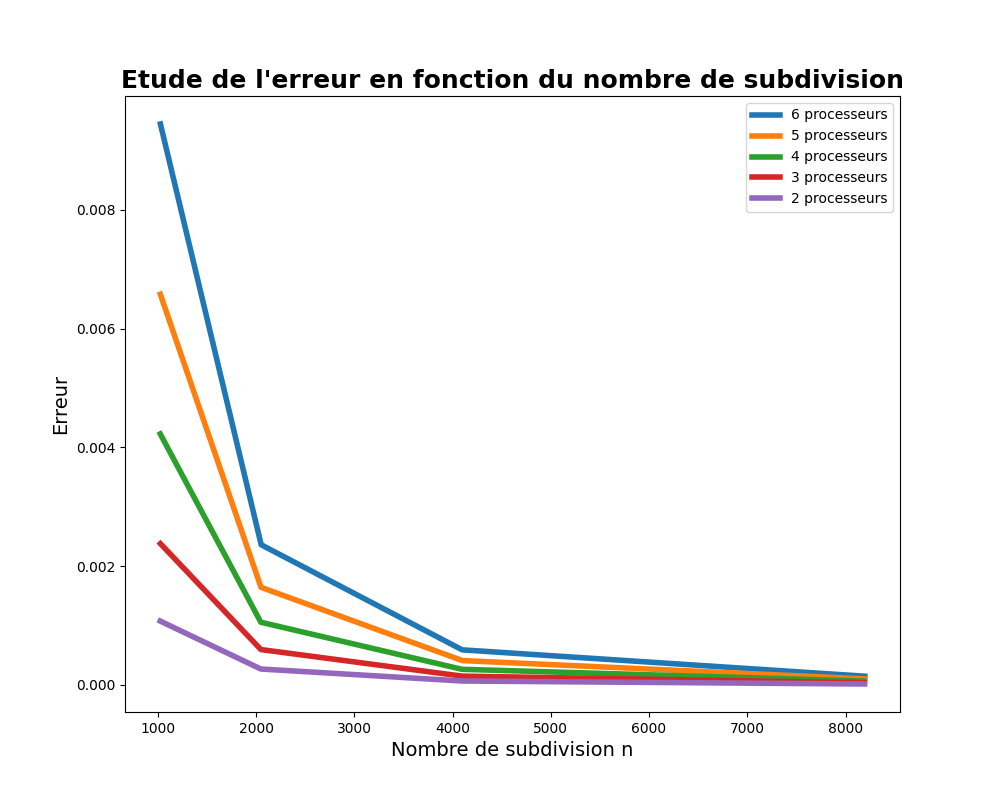 Etude de l'erreur en fonction du nombre de subdivision
6 processeurs
5 processeurs
4 processeurs
3 processeurs
2 processeurs
Erreur
0.008
0.006
0.004
0.002
0.000
1000 2000 3000 4000 5000 6000 7000 8000
Nombre de subdivision n